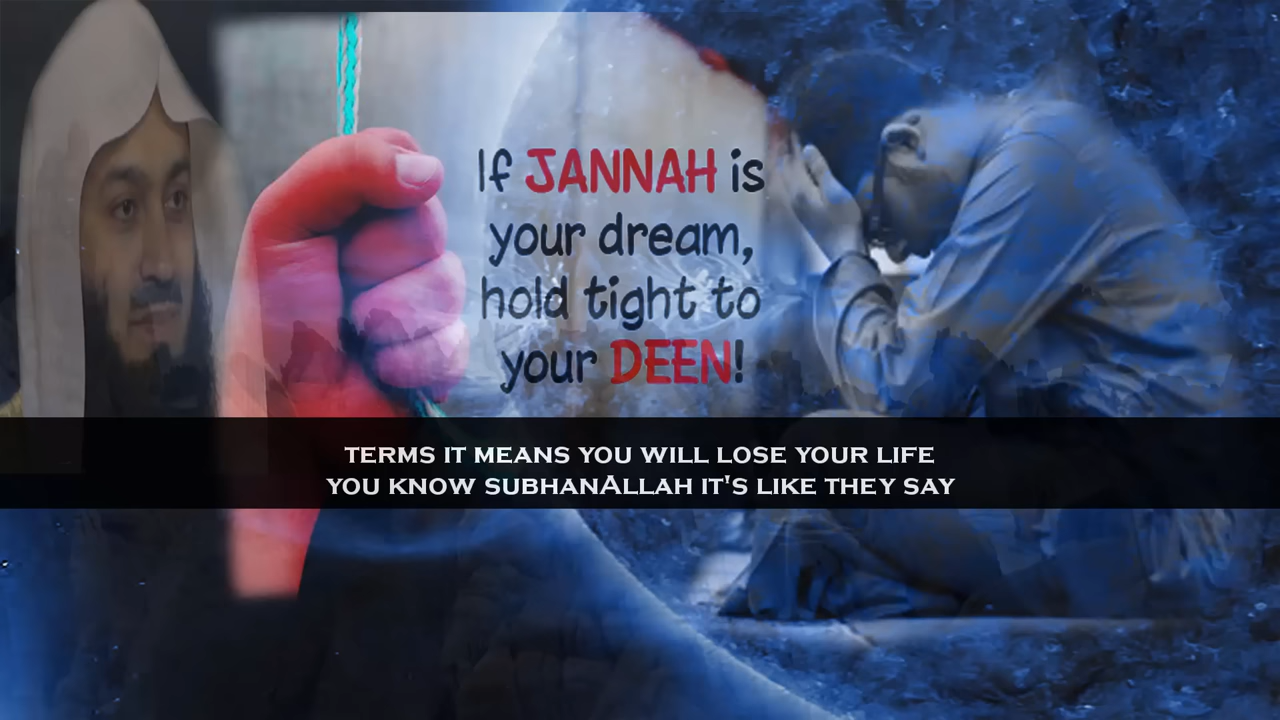 If JANNAH is
your dream,
hold tight to
your DEEN!
TERMS IT MEANS YOU WILL LOSE YOUR LIFE
YOU KNOW SUBHANALLAH IT'S LIKE THEY SAY